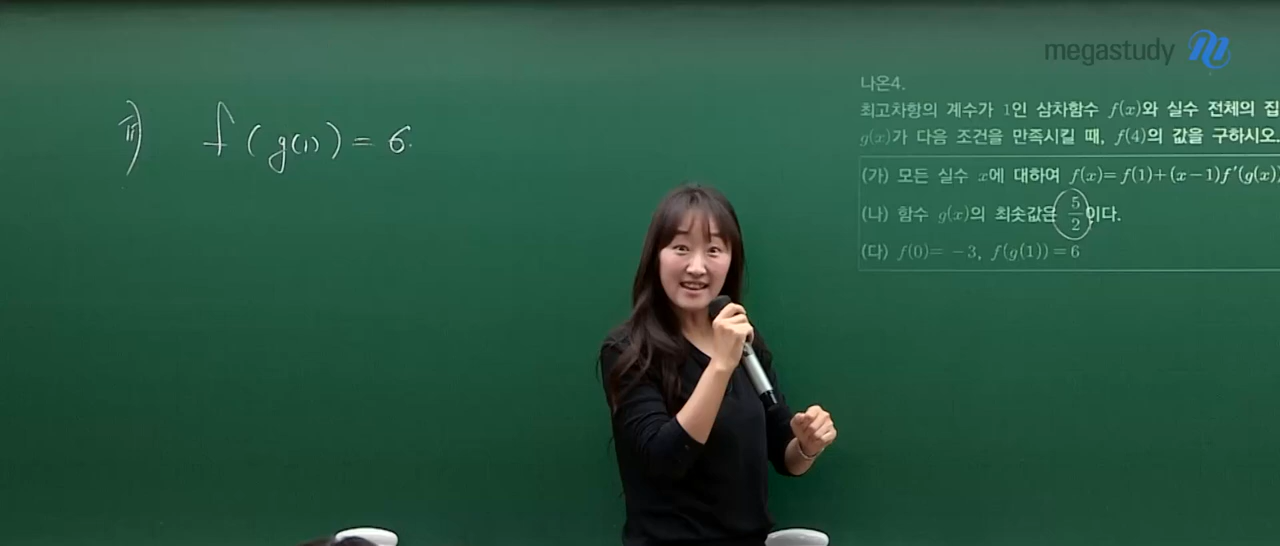 megastudy
ii) f(g(1)) = 6.
나온4.
최고차항의 계수가 1인 삼차함수 f(x)와 실수 전체의 집
g(x)가 다음 조건을 만족시킬 때, f(4)의 값을 구하시오.
(가) 모든 실수 x에 대하여 f(x)=f(1)+(x-1)f′(g(x))
(나) 함수 g(x)의 최솟값은 5/2이다.
(다) f(0)= -3, f(g(1))=6